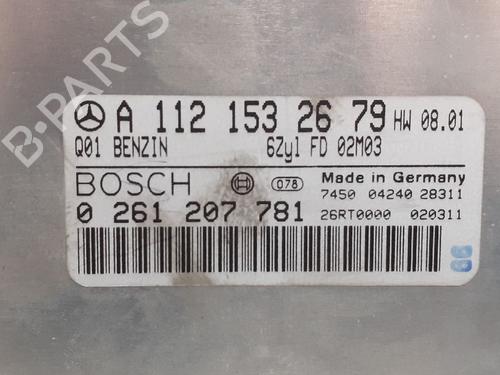 A 112 153 26 79 HW 08.01
Q01 BENZIN 6Zyl FD 02M03
BOSCH 078 Made in Germany
7450 04240 28311
0 261 207 781 26RT0000 020311
B-PARTS
B-PARTS